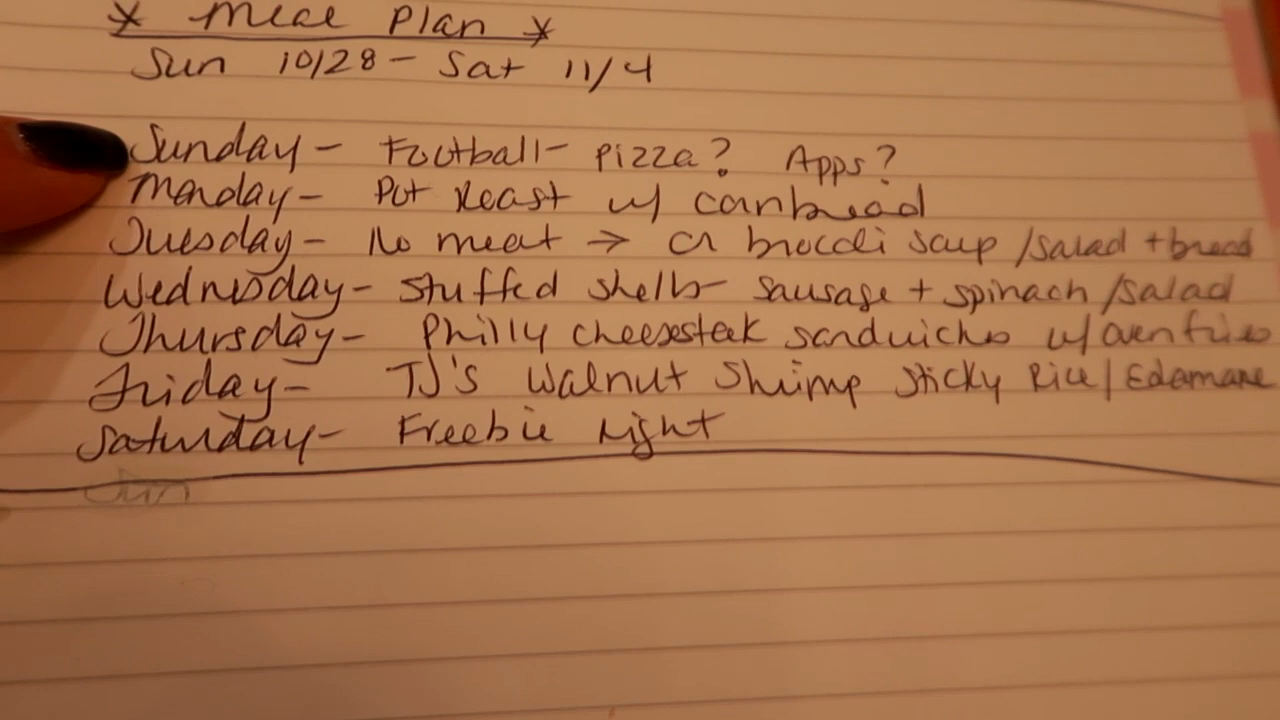 * Meal Plan *
Sun 10/28 - Sat 11/4
Sunday - Football - Pizza? Apps?
Monday - Pot Roast w/ cornbread
Tuesday - No meat → Cr brocoli soup /salad + bread
Wednesday - Stuffed shells - sausage + spinach /salad
Thursday - Philly cheesesteak sandwiches w/ oven fries
Friday - TJ's Walnut Shrimp Sticky Rice / Edamame
Saturday - Freebie Night
Sun